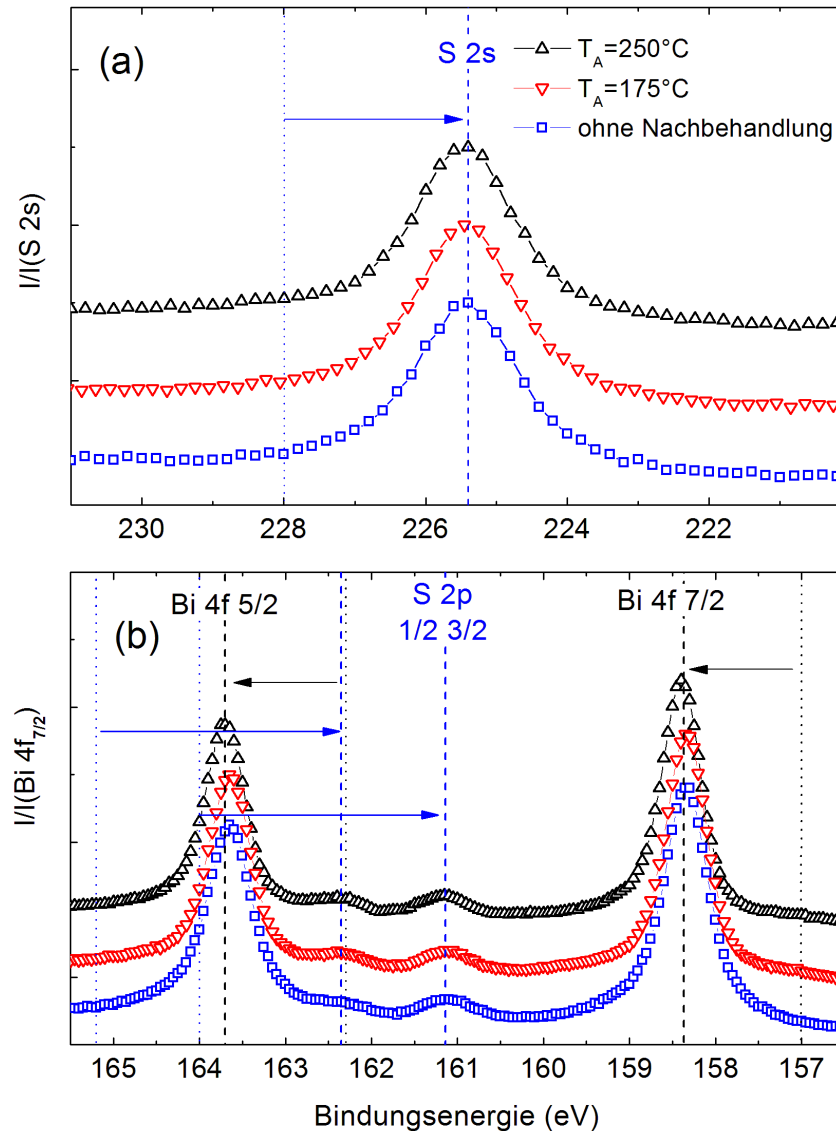 (a)
S 2s
T_A=250°C
T_A=175°C
ohne Nachbehandlung
I/I(S 2s)
230 228 226 224 222
(b)
Bi 4f 5/2
S 2p
1/2 3/2
Bi 4f 7/2
I/I(Bi 4f_7/2)
165 164 163 162 161 160 159 158 157
Bindungsenergie (eV)